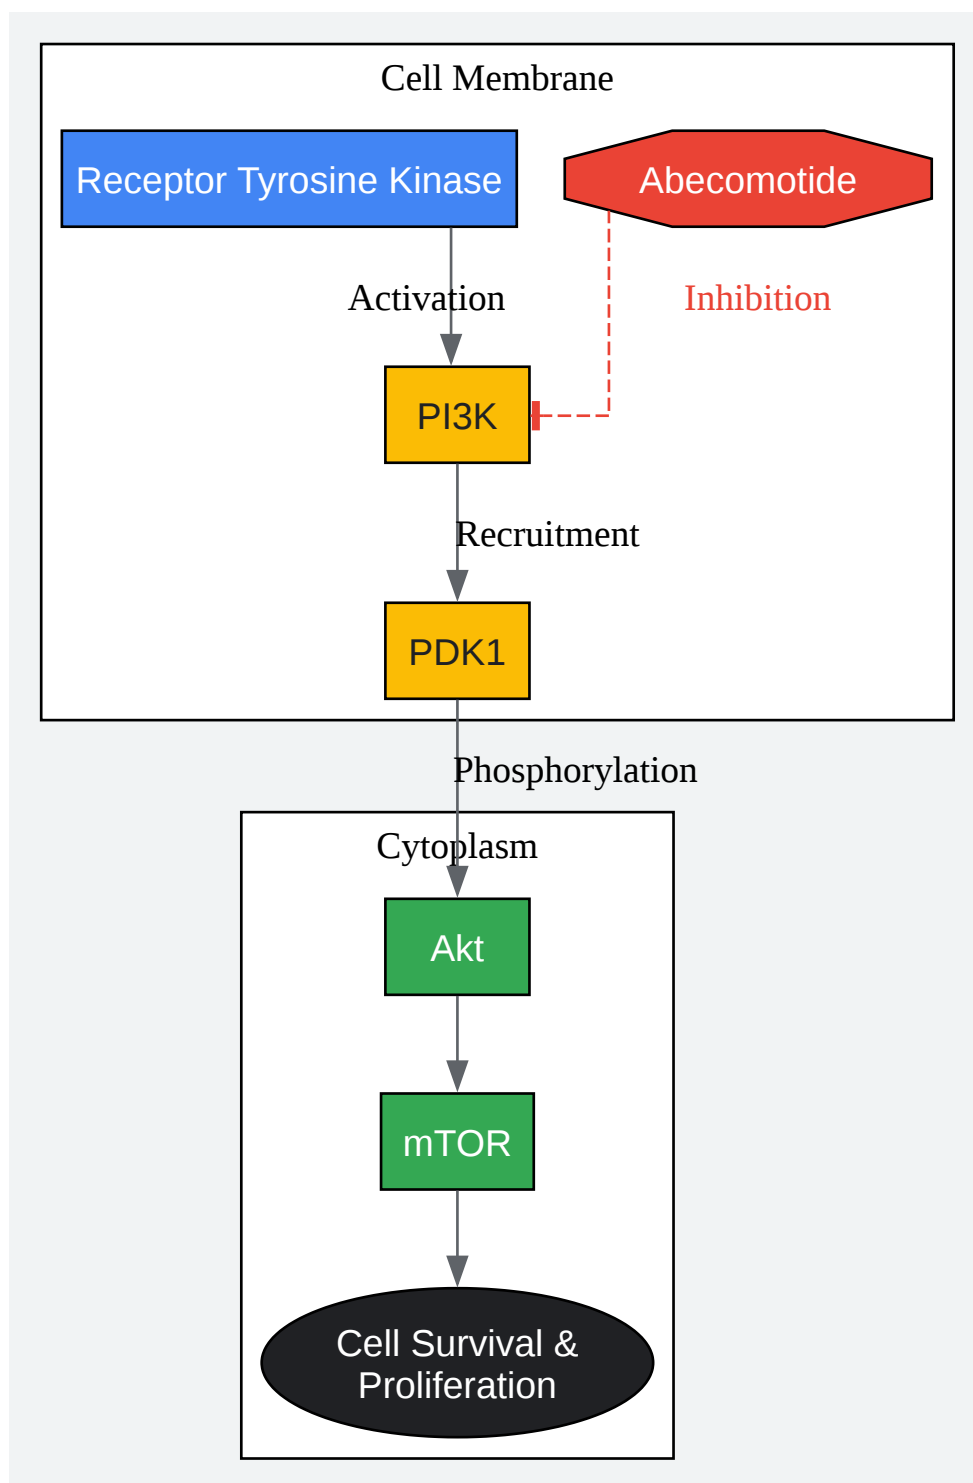 Cell Membrane
Receptor Tyrosine Kinase
Abecomotide
Activation
Inhibition
PI3K
Recruitment
PDK1
Phosphorylation
Cytoplasm
Akt
mTOR
Cell Survival &
Proliferation